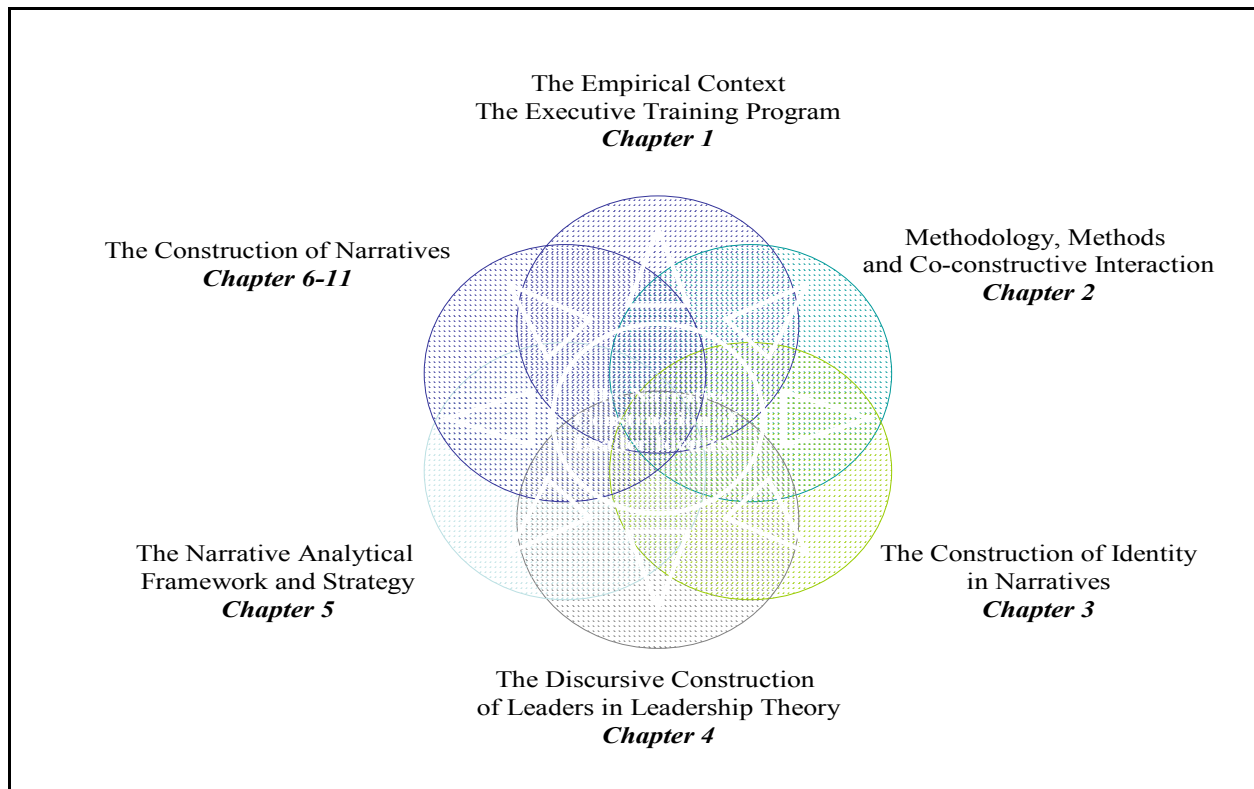 The Empirical Context
The Executive Training Program
Chapter 1
Methodology, Methods
and Co-constructive Interaction
Chapter 2
The Construction of Identity
in Narratives
Chapter 3
The Discursive Construction
of Leaders in Leadership Theory
Chapter 4
The Narrative Analytical
Framework and Strategy
Chapter 5
The Construction of Narratives
Chapter 6-11